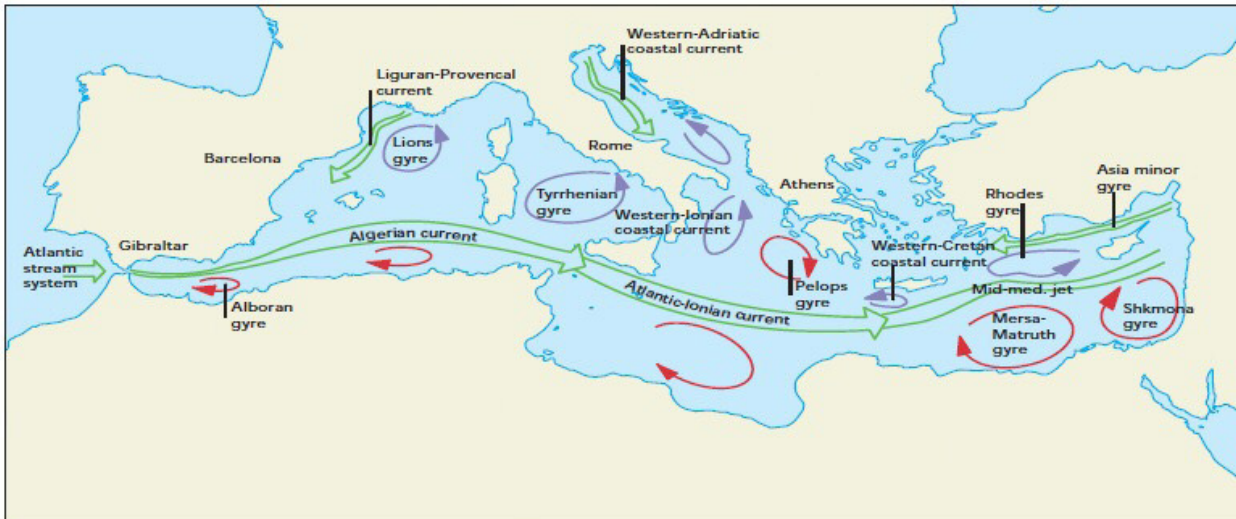 Western-Adriatic
coastal current
Liguran-Provencal
current
Lions
gyre
Barcelona
Rome
Tyrrhenian
gyre
Western-Ionian
coastal current
Athens
Asia minor
gyre
Rhodes
gyre
Western-Cretan
coastal current
Atlantic
stream
system
Gibraltar
Algerian current
Alboran
gyre
Atlantic-Ionian current
Pelops
gyre
Mid-med. jet
Mersa-
Matruth
gyre
Shkmona
gyre